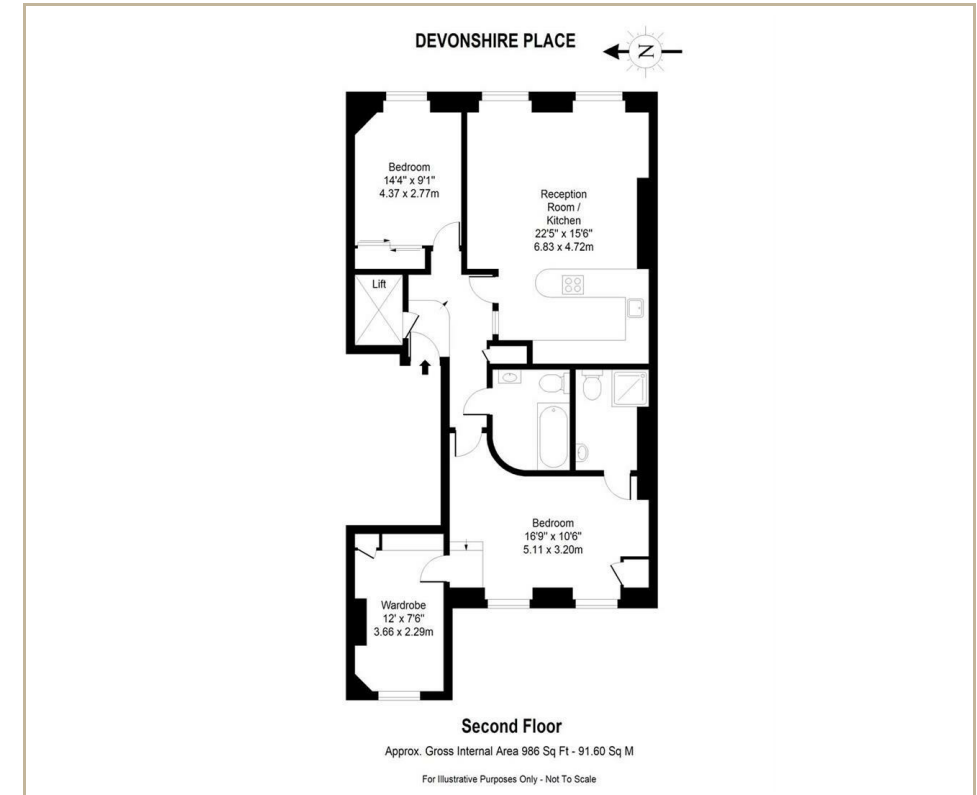 DEVONSHIRE PLACE
N
Bedroom
14'4" x 9'1"
4.37 x 2.77m
Reception
Room /
Kitchen
22'5" x 15'6"
6.83 x 4.72m
Lift
Bedroom
16'9" x 10'6"
5.11 x 3.20m
Wardrobe
12' x 7'6"
3.66 x 2.29m
Second Floor
Approx. Gross Internal Area 986 Sq Ft - 91.60 Sq M
For Illustrative Purposes Only - Not To Scale